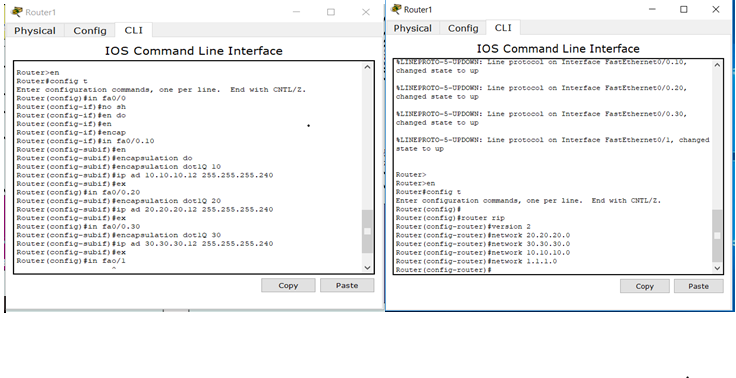 Router1
Physical Config CLI
IOS Command Line Interface
Router>en
Router#config t
Enter configuration commands, one per line.  End with CNTL/Z.
Router(config)#in fa0/0
Router(config-if)#no sh
Router(config-if)#en do
Router(config-if)#en
Router(config-if)#encap
Router(config-if)#in fa0/0.10
Router(config-subif)#en
Router(config-subif)#encapsulation do
Router(config-subif)#encapsulation dot1Q 10
Router(config-subif)#ip ad 10.10.10.12 255.255.255.240
Router(config-subif)#ex
Router(config)#in fa0/0.20
Router(config-subif)#encapsulation dot1Q 20
Router(config-subif)#ip ad 20.20.20.12 255.255.255.240
Router(config-subif)#ex
Router(config)#in fa0/0.30
Router(config-subif)#encapsulation dot1Q 30
Router(config-subif)#ip ad 30.30.30.12 255.255.255.240
Router(config-subif)#ex
Router(config)#in fao/1
^
Copy Paste
Router1
Physical Config CLI
IOS Command Line Interface
%LINEPROTO-5-UPDOWN: Line protocol on Interface FastEthernet0/0.10,
changed state to up
%LINEPROTO-5-UPDOWN: Line protocol on Interface FastEthernet0/0.20,
changed state to up
%LINEPROTO-5-UPDOWN: Line protocol on Interface FastEthernet0/0.30,
changed state to up
%LINEPROTO-5-UPDOWN: Line protocol on Interface FastEthernet0/1, changed
state to up
Router>
Router>en
Router#config t
Enter configuration commands, one per line.  End with CNTL/Z.
Router(config)#
Router(config)#router rip
Router(config-router)#version 2
Router(config-router)#network 20.20.20.0
Router(config-router)#network 30.30.30.0
Router(config-router)#network 10.10.10.0
Router(config-router)#network 1.1.1.0
Router(config-router)#
Copy Paste